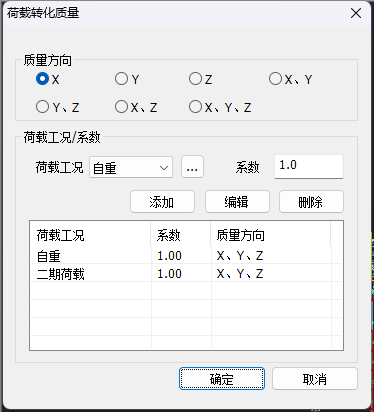 荷载转化质量
质量方向
X Y Z X、Y
Y、Z X、Z X、Y、Z
荷载工况/系数
荷载工况 自重 ... 系数 1.0
添加 编辑 删除
荷载工况 系数 质量方向
自重 1.00 X、Y、Z
二期荷载 1.00 X、Y、Z
确定 取消